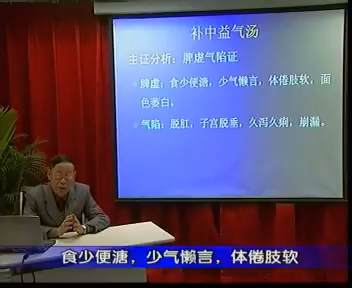 补中益气汤
主证分析：脾虚气陷证
脾虚：食少便溏，少气懒言，体倦肢软，面
色萎白。
气陷：脱肛，子宫脱垂，久泻久痢，崩漏。
食少便溏，少气懒言，体倦肢软